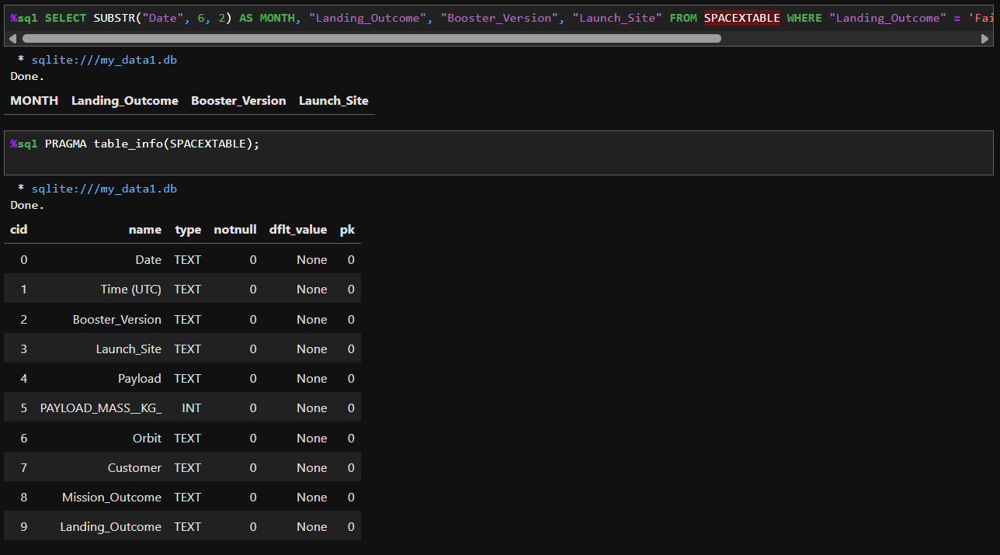 %sql SELECT SUBSTR("Date", 6, 2) AS MONTH, "Landing_Outcome", "Booster_Version", "Launch_Site" FROM SPACEXTABLE WHERE "Landing_Outcome" = 'Fai
* sqlite:///my_data1.db
Done.
MONTH Landing_Outcome Booster_Version Launch_Site
%sql PRAGMA table_info(SPACEXTABLE);
* sqlite:///my_data1.db
Done.
cid name type notnull dflt_value pk
0 Date TEXT 0 None 0
1 Time (UTC) TEXT 0 None 0
2 Booster_Version TEXT 0 None 0
3 Launch_Site TEXT 0 None 0
4 Payload TEXT 0 None 0
5 PAYLOAD_MASS__KG_ INT 0 None 0
6 Orbit TEXT 0 None 0
7 Customer TEXT 0 None 0
8 Mission_Outcome TEXT 0 None 0
9 Landing_Outcome TEXT 0 None 0